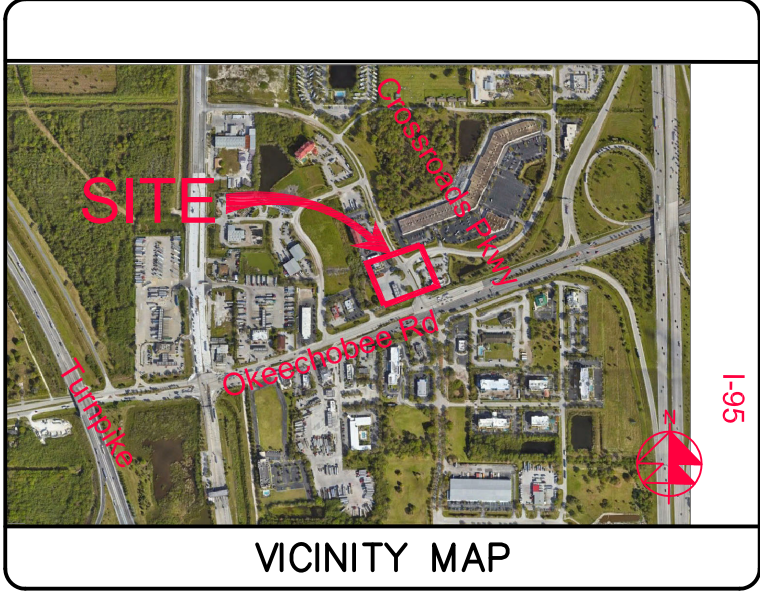 Crossroads Pkwy
SITE
Okeechobee Rd
Turnpike
I-95
N
VICINITY MAP